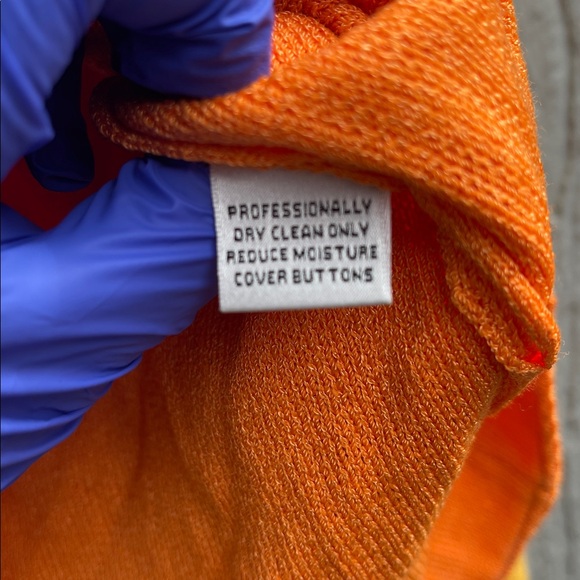 PROFESSIONALLY
DRY CLEAN ONLY
REDUCE MOISTURE
COVER BUTTONS